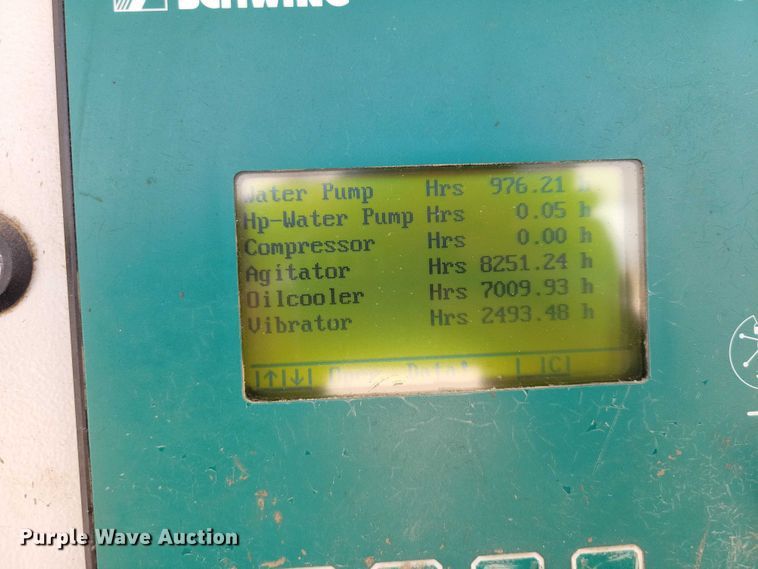 SCHWING
Water Pump Hrs 976.21 h
Hp-Water Pump Hrs 0.05 h
Compressor Hrs 0.00 h
Agitator Hrs 8251.24 h
Oilcooler Hrs 7009.93 h
Vibrator Hrs 2493.48 h
|↑|↓| | |C|
Purple Wave Auction